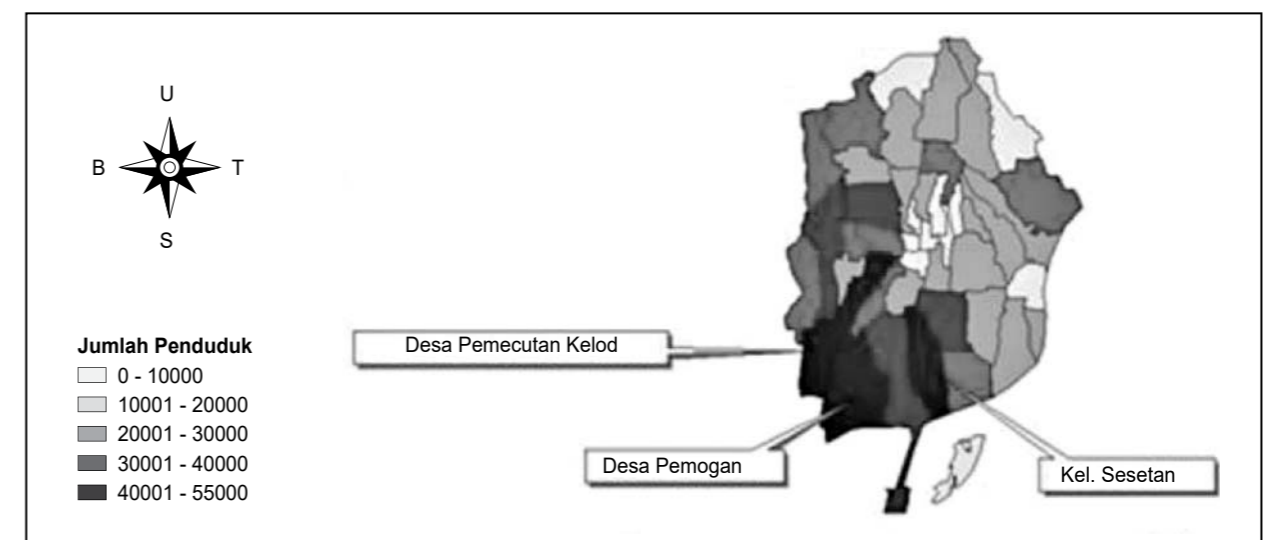 U
B
T
S
Jumlah Penduduk
0 - 10000
10001 - 20000
20001 - 30000
30001 - 40000
40001 - 55000
Desa Pemecutan Kelod
Desa Pemogan
Kel. Sesetan